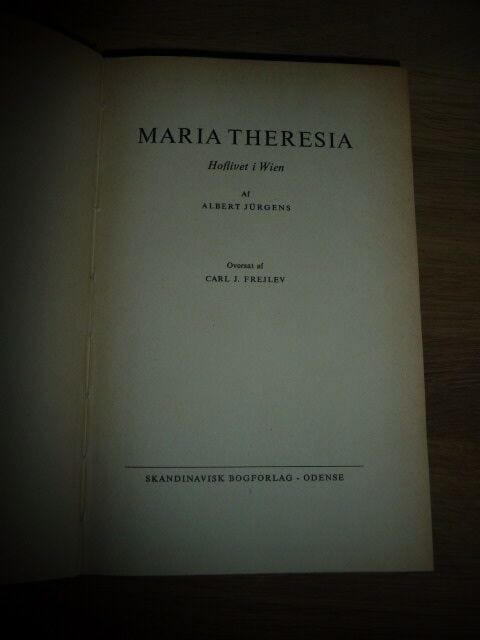 MARIA THERESIA
Hoflivet i Wien
Af
ALBERT JÜRGENS
Oversat af
CARL J. FREJLEV
SKANDINAVISK BOGFORLAG - ODENSE